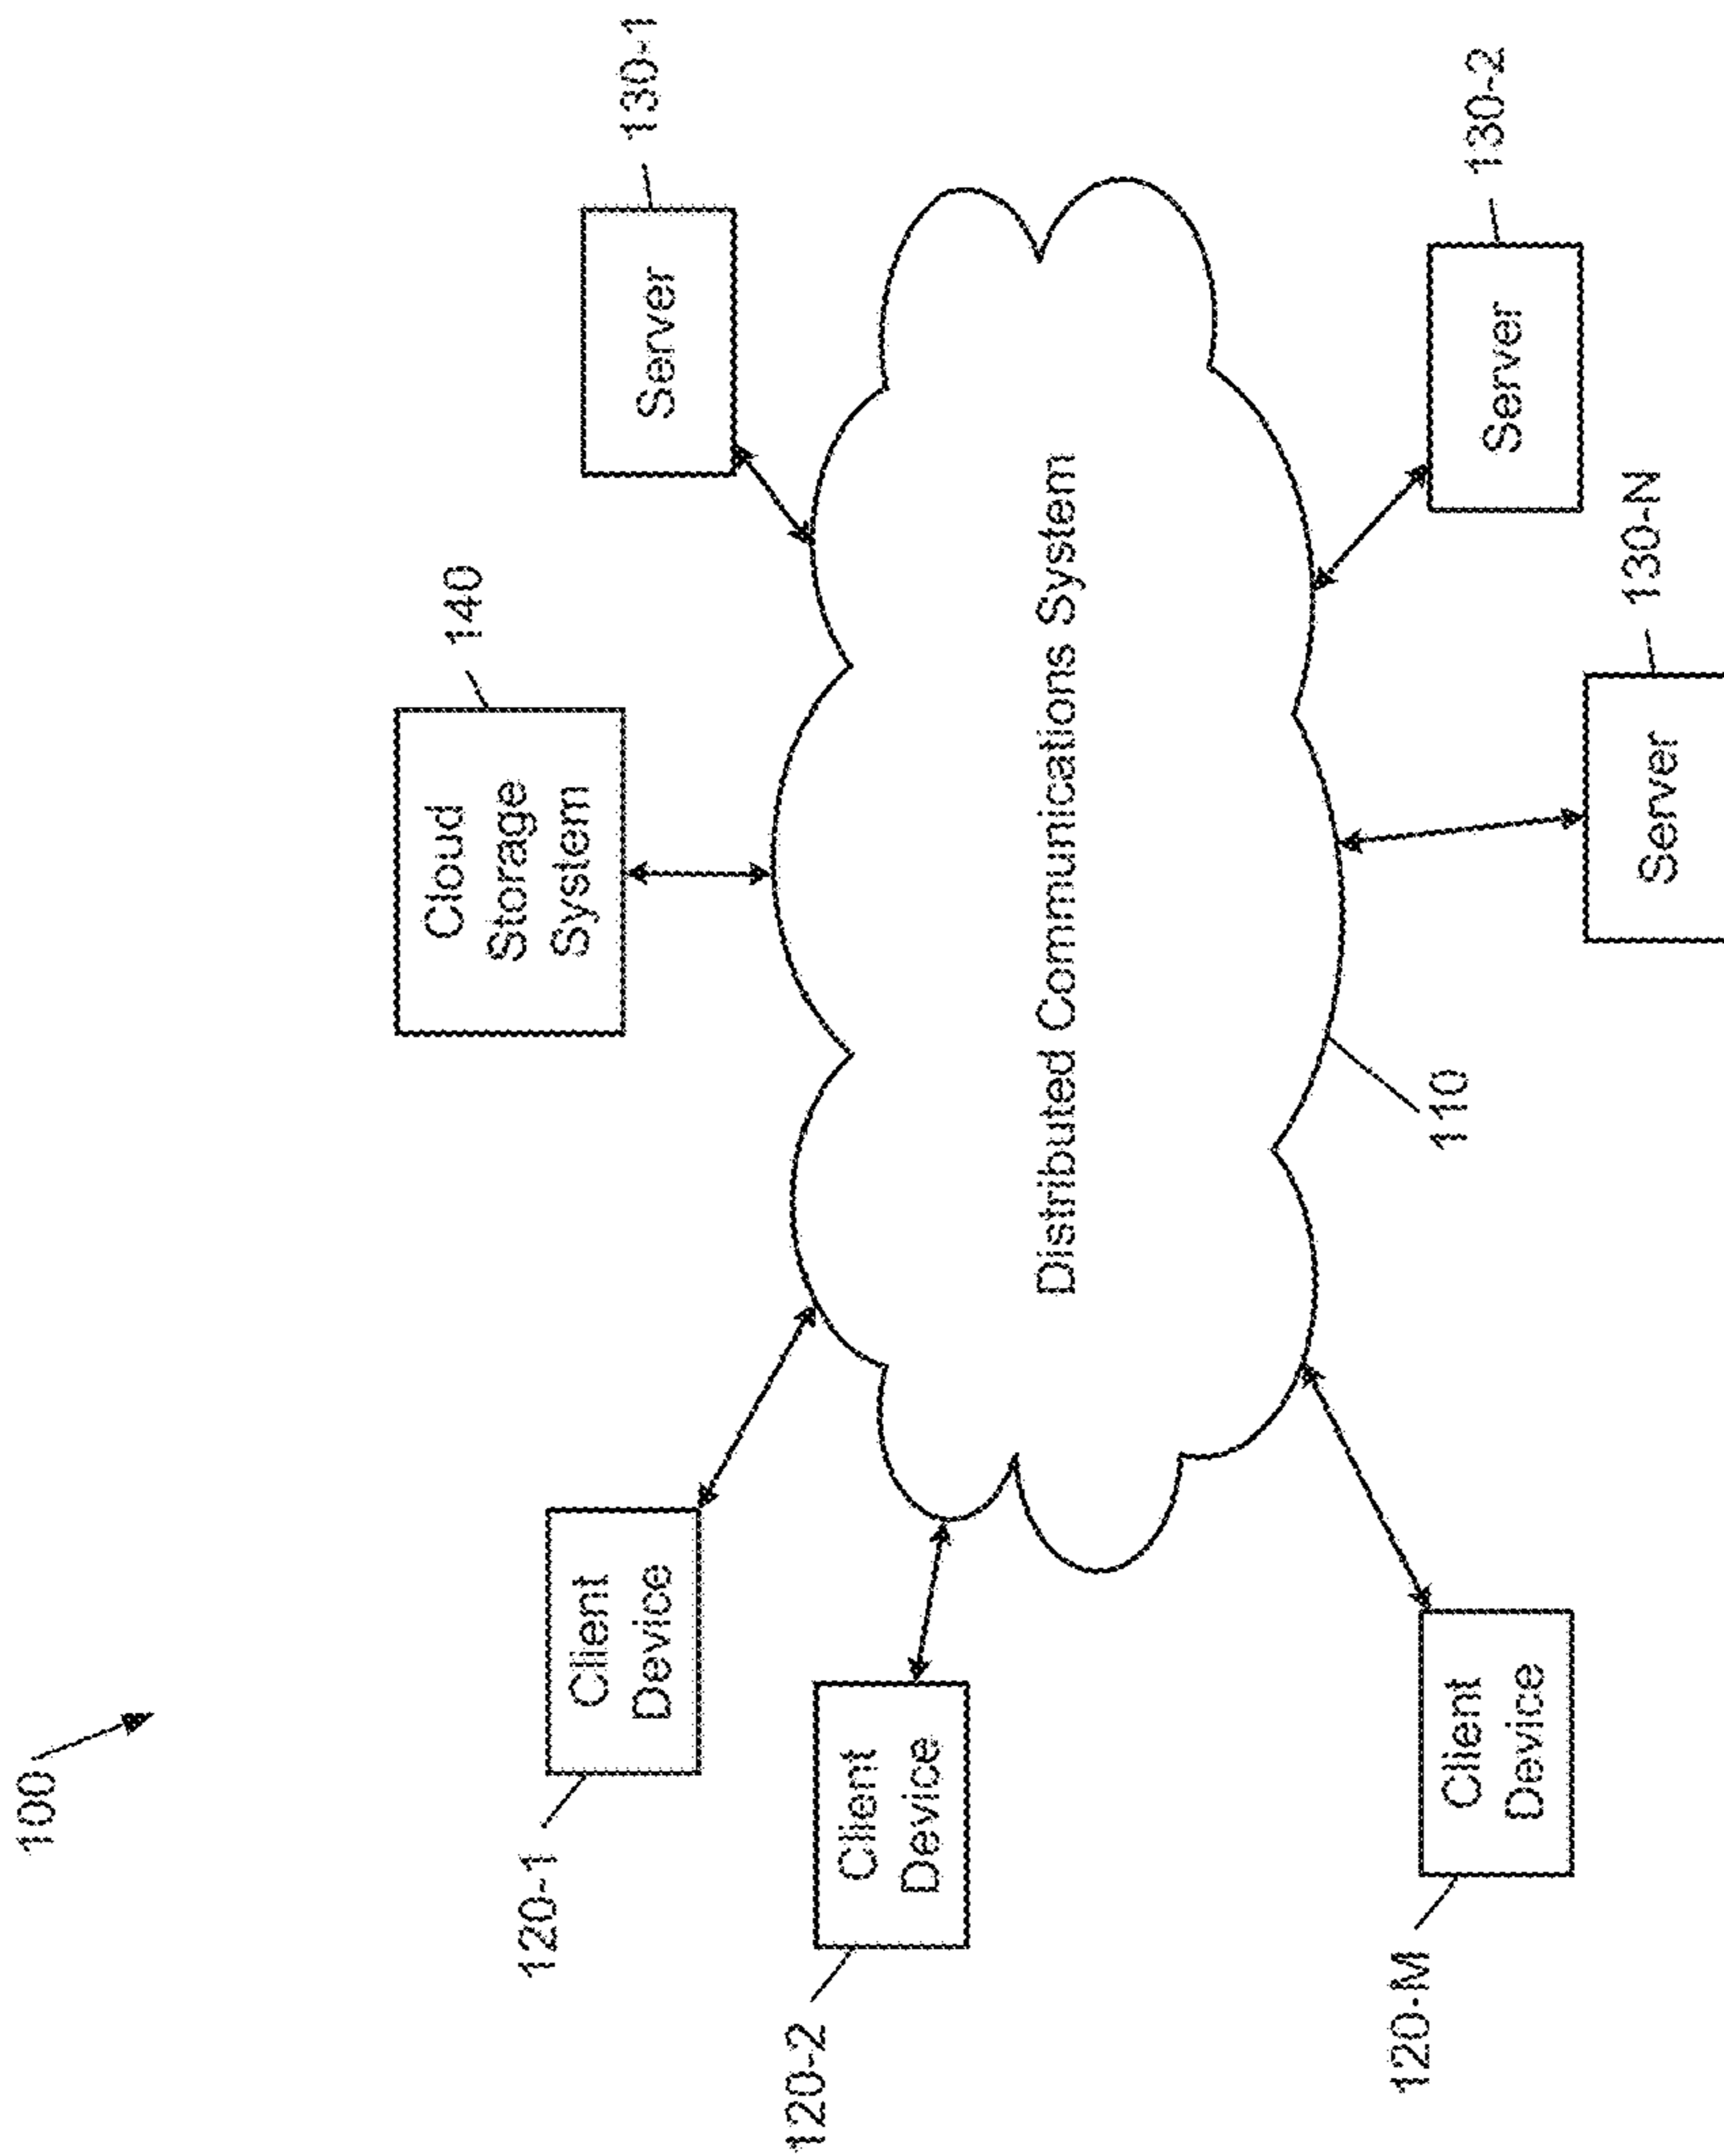 100
140
Cloud
Storage
System
130-1
Server
120-1
Client
Device
120-2
Client
Device
Distributed Communications System
120-M
Client
Device
110
130-N
Server
130-2
Server